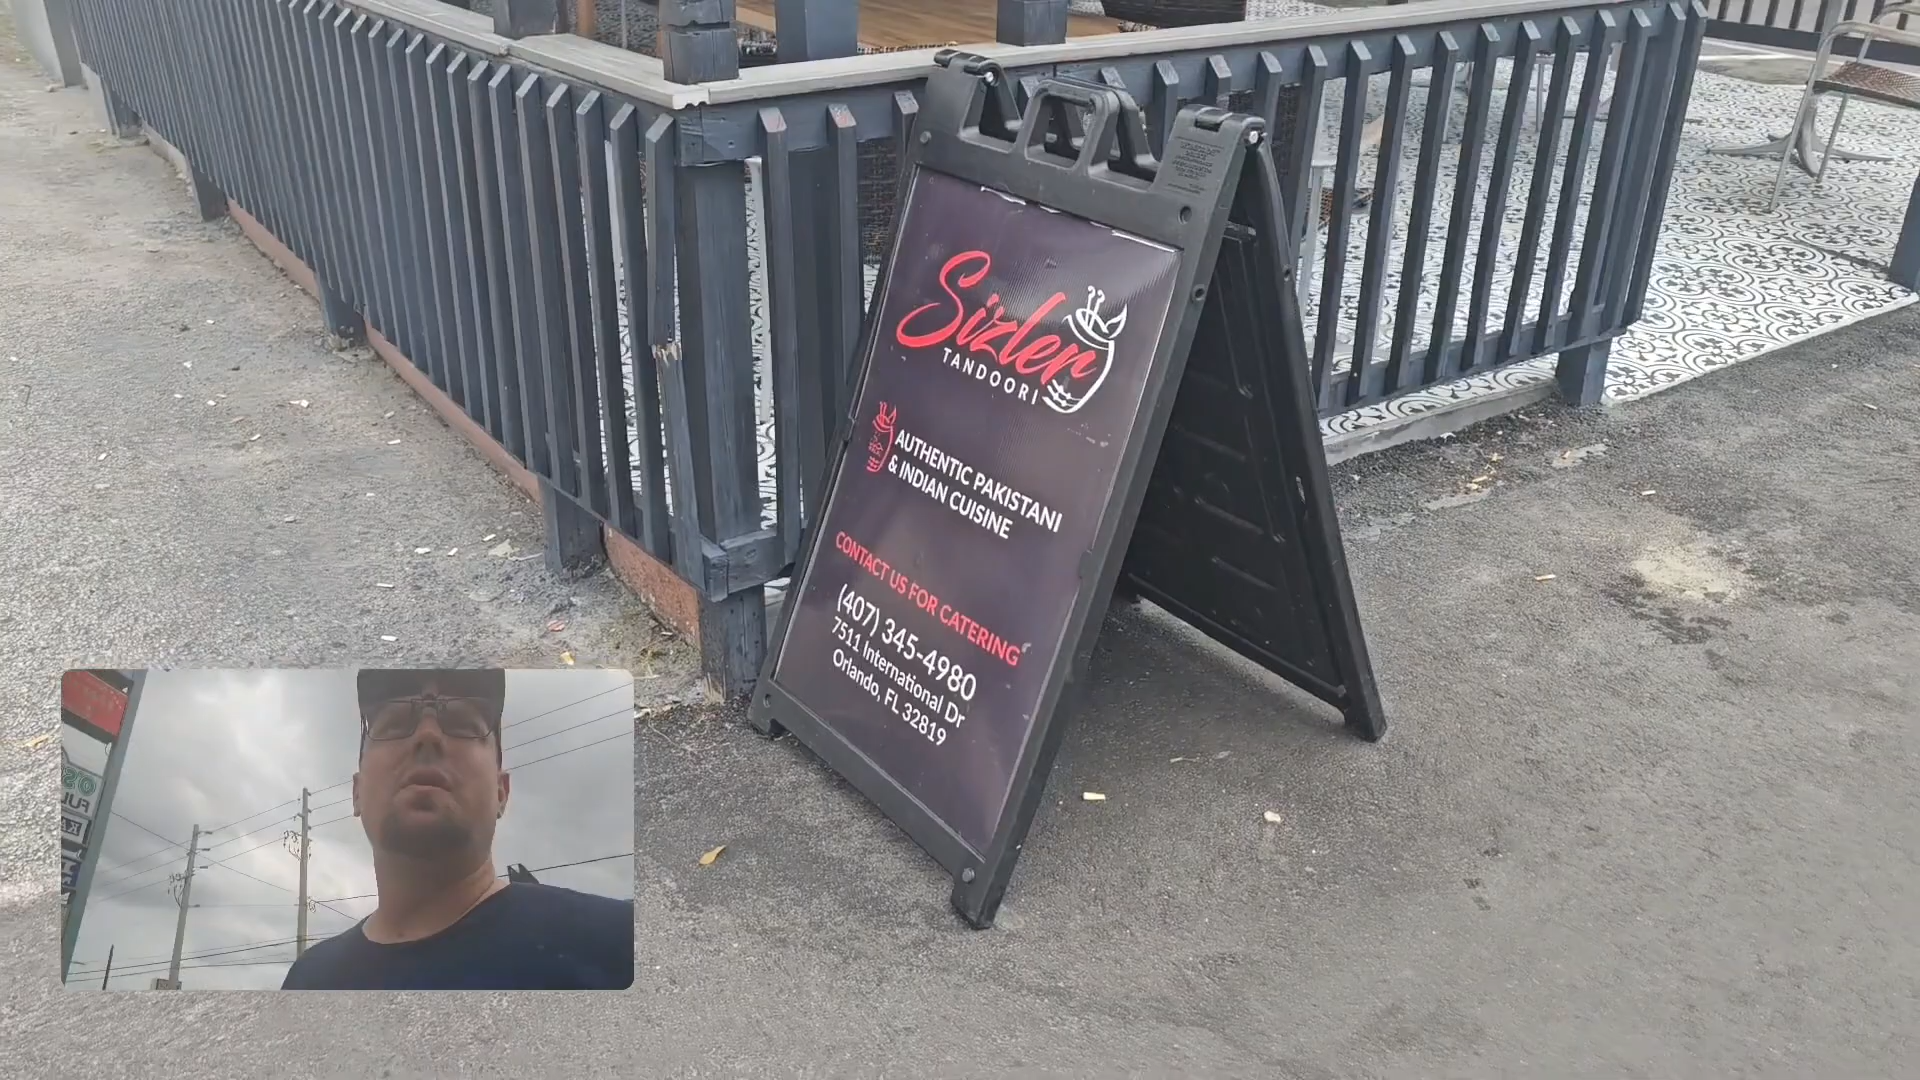 Sizler
TANDOORI
AUTHENTIC PAKISTANI
& INDIAN CUISINE
CONTACT US FOR CATERING
(407) 345-4980
7511 International Dr
Orlando, FL 32819